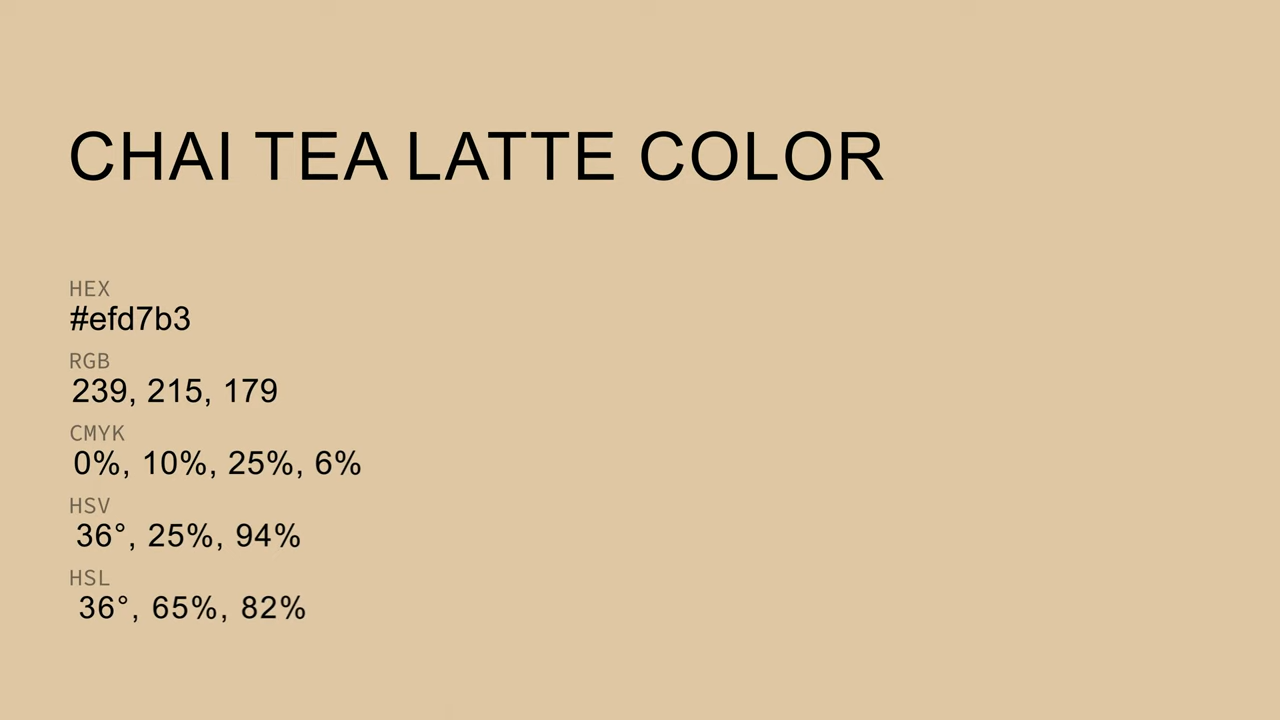 CHAI TEA LATTE COLOR
HEX
#efd7b3
RGB
239, 215, 179
CMYK
0%, 10%, 25%, 6%
HSV
36°, 25%, 94%
HSL
36°, 65%, 82%